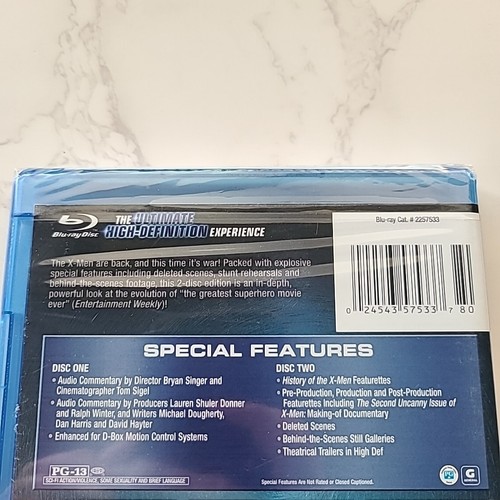 Blu-ray Disc
THE ULTIMATE
HIGH-DEFINITION EXPERIENCE
Blu-ray Cat. # 2257533
The X-Men are back, and this time it's war! Packed with explosive
special features including deleted scenes, stunt rehearsals and
behind-the-scenes footage, this 2-disc edition is an in-depth,
powerful look at the evolution of "the greatest superhero movie
ever" (Entertainment Weekly)!
0 24543 57533 7 80
SPECIAL FEATURES
DISC ONE
• Audio Commentary by Director Bryan Singer and
Cinematographer Tom Sigel
• Audio Commentary by Producers Lauren Shuler Donner
and Ralph Winter, and Writers Michael Dougherty,
Dan Harris and David Hayter
• Enhanced for D-Box Motion Control Systems
DISC TWO
• History of the X-Men Featurettes
• Pre-Production, Production and Post-Production
Featurettes Including The Second Uncanny Issue of
X-Men: Making-of Documentary
• Deleted Scenes
• Behind-the-Scenes Still Galleries
• Theatrical Trailers in High Def
PG-13
SCI-FI ACTION/VIOLENCE, SOME SEXUALITY AND BRIEF LANGUAGE
Special Features Are Not Rated or Closed Captioned.
G